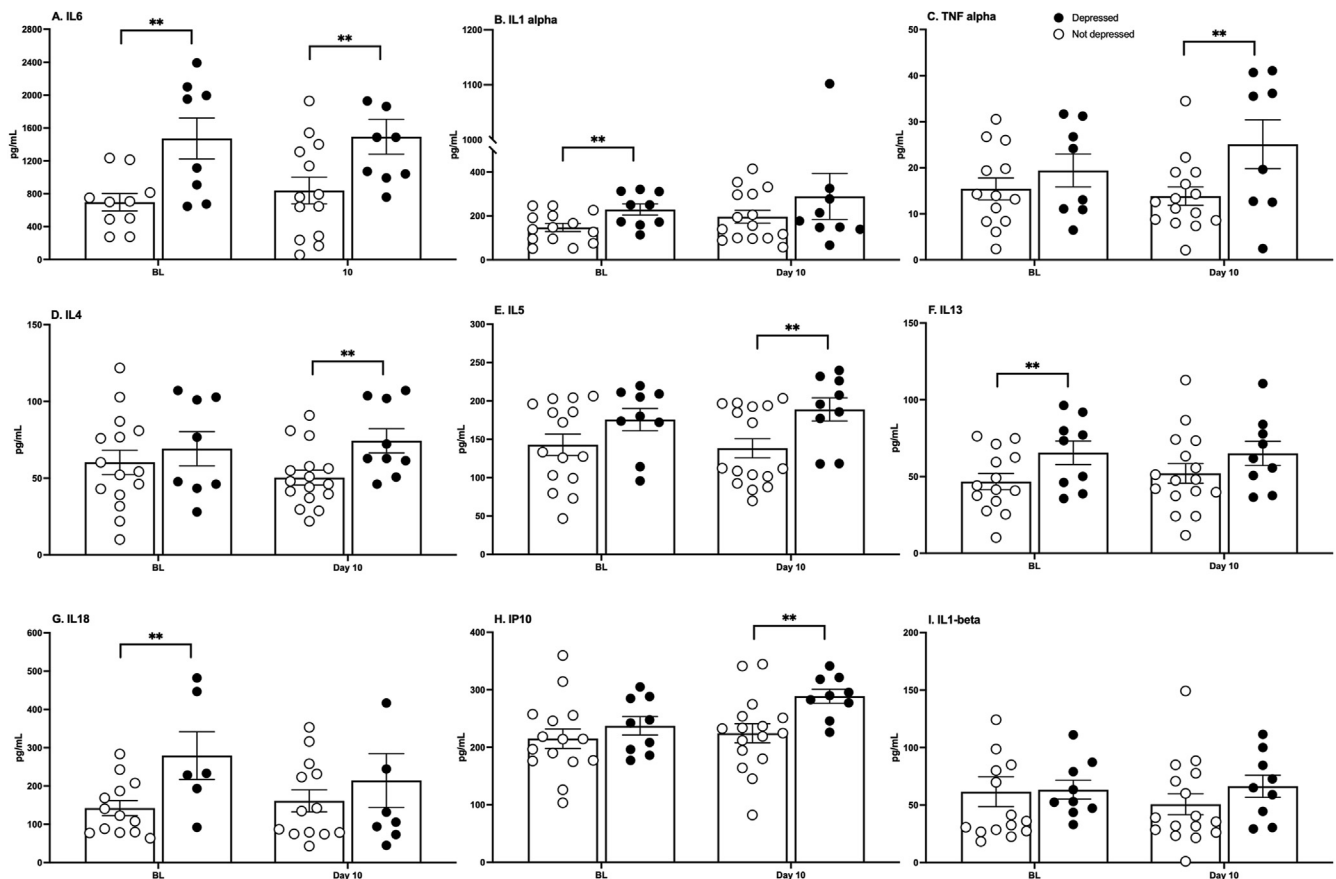 A. IL6
2800
2400
2000
1600
1200
800
400
0
pg/mL
**
**
BL
10
B. IL1 alpha
1200
1100
1000
400
200
0
pg/mL
**
BL
Day 10
C. TNF alpha
Depressed
Not depressed
50
40
30
20
10
0
pg/mL
**
BL
Day 10
D. IL4
150
100
50
0
pg/mL
**
BL
Day 10
E. IL5
300
250
200
150
100
50
0
pg/mL
**
BL
Day 10
F. IL13
150
100
50
0
pg/mL
**
BL
Day 10
G. IL18
600
500
400
300
200
100
0
pg/mL
**
BL
Day 10
H. IP10
400
300
200
100
0
pg/mL
**
BL
Day 10
I. IL1-beta
200
150
100
50
0
pg/mL
BL
Day 10